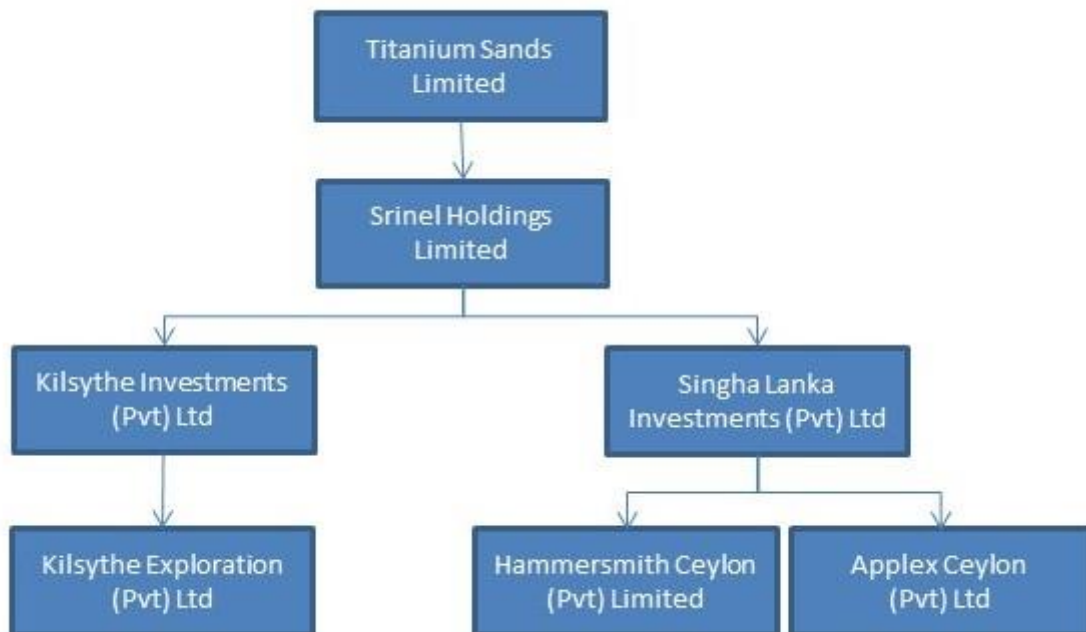 Titanium Sands
Limited
Srinel Holdings
Limited
Kilsythe Investments
(Pvt) Ltd
Singha Lanka
Investments (Pvt) Ltd
Kilsythe Exploration
(Pvt) Ltd
Hammersmith Ceylon
(Pvt) Limited
Applex Ceylon
(Pvt) Ltd